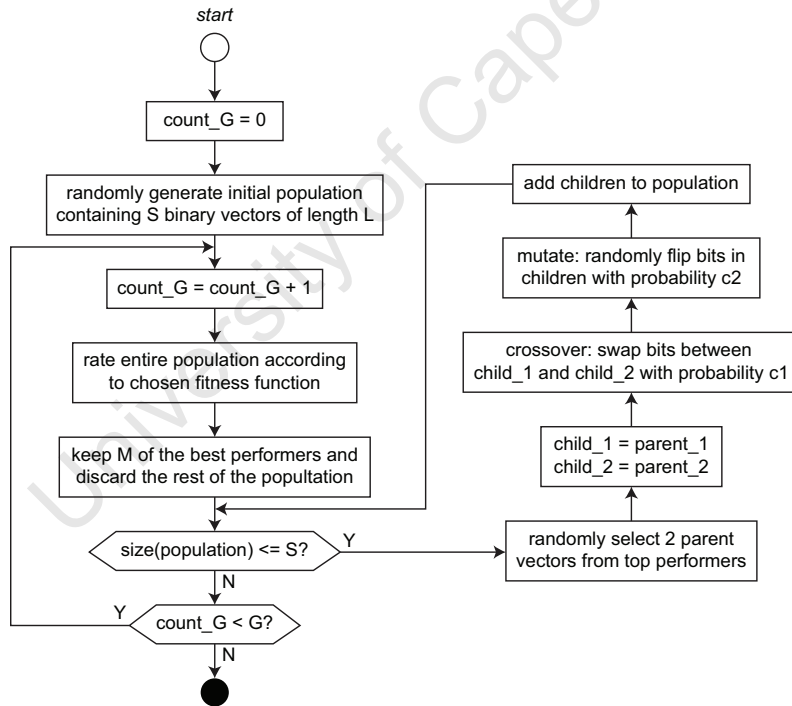 start
count_G = 0
randomly generate initial population
containing S binary vectors of length L
count_G = count_G + 1
rate entire population according
to chosen fitness function
keep M of the best performers and
discard the rest of the popultation
size(population) <= S?
Y
N
count_G < G?
Y
N
randomly select 2 parent
vectors from top performers
child_1 = parent_1
child_2 = parent_2
crossover: swap bits between
child_1 and child_2 with probability c1
mutate: randomly flip bits in
children with probability c2
add children to population
University of Cape